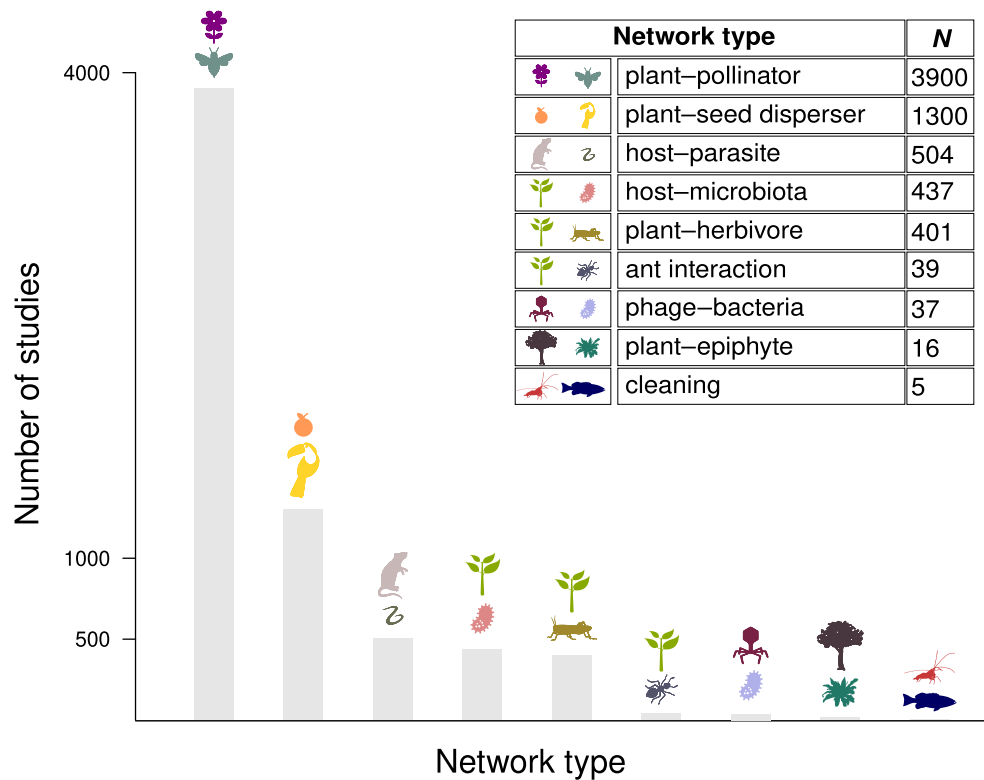 Network type N
plant–pollinator 3900
plant–seed disperser 1300
host–parasite 504
host–microbiota 437
plant–herbivore 401
ant interaction 39
phage–bacteria 37
plant–epiphyte 16
cleaning 5
Number of studies
4000
1000
500
Network type